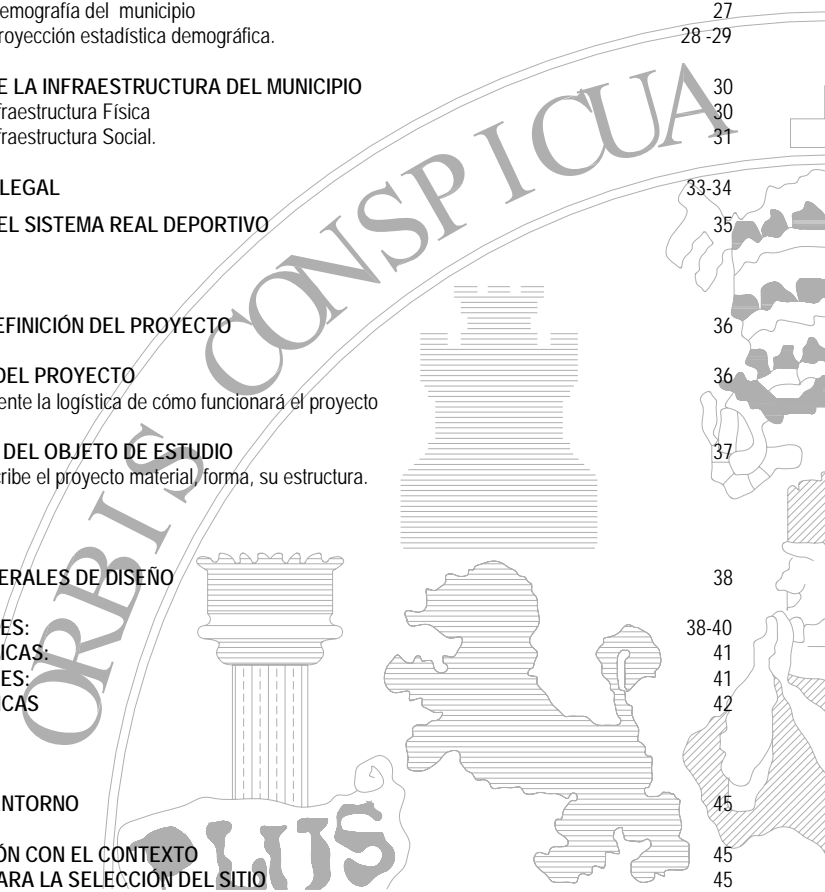 emografía del municipio 27
royección estadística demográfica. 28 -29
E LA INFRAESTRUCTURA DEL MUNICIPIO 30
fraestructura Física 30
fraestructura Social. 31
LEGAL 33-34
EL SISTEMA REAL DEPORTIVO 35
EFINICIÓN DEL PROYECTO 36
DEL PROYECTO 36
ente la logística de cómo funcionará el proyecto
DEL OBJETO DE ESTUDIO 37
cribe el proyecto material, forma, su estructura.
ERALES DE DISEÑO 38
ES: 38-40
ICAS: 41
ES: 41
ICAS 42
NTORNO 45
ÓN CON EL CONTEXTO 45
ARA LA SELECCIÓN DEL SITIO 45
ORBIS CONSPICUA
PLUS